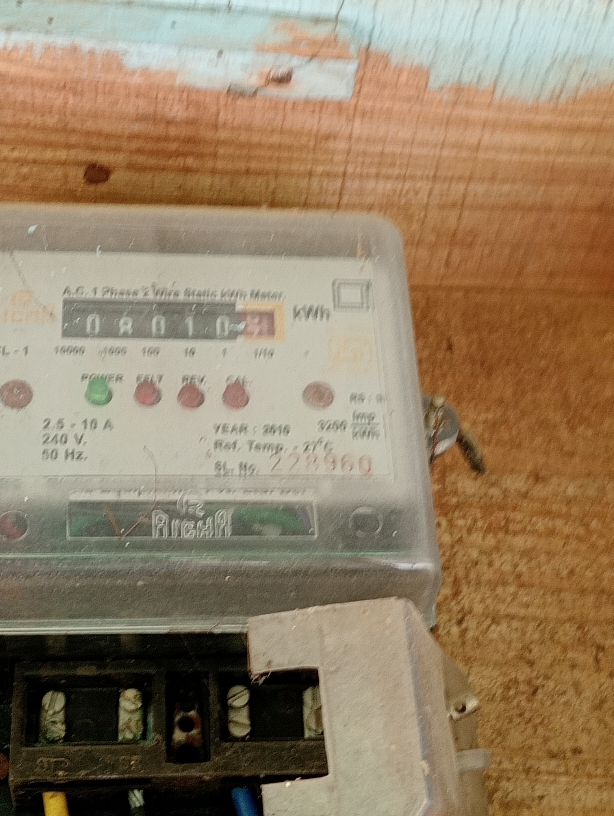 A.C. 1 Phase 2 Wire Static kWh Meter
0 8 0 1 0 kWh
10000 1000 100 10 1 1/10
POWER E/LT REV. CAL.
2.5 - 10 A
240 V.
50 Hz.
YEAR : 2010
3200 Imp/kWh
Ref. Temp. - 27°C
SL. No. 228960
RICHA